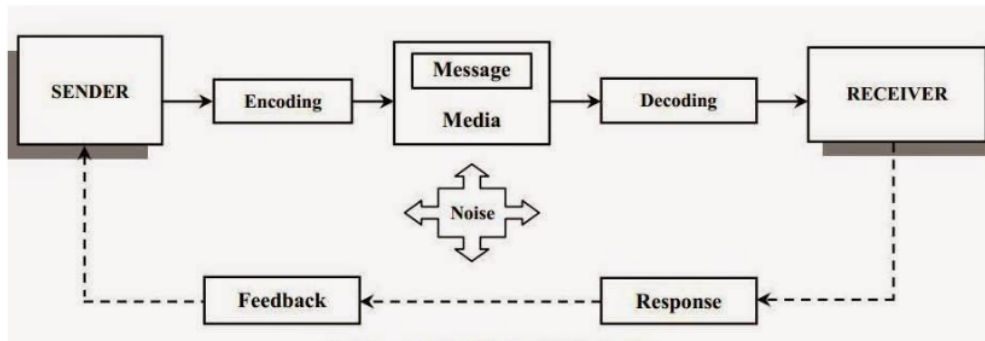 SENDER
Encoding
Message
Media
Decoding
RECEIVER
Noise
Feedback
Response